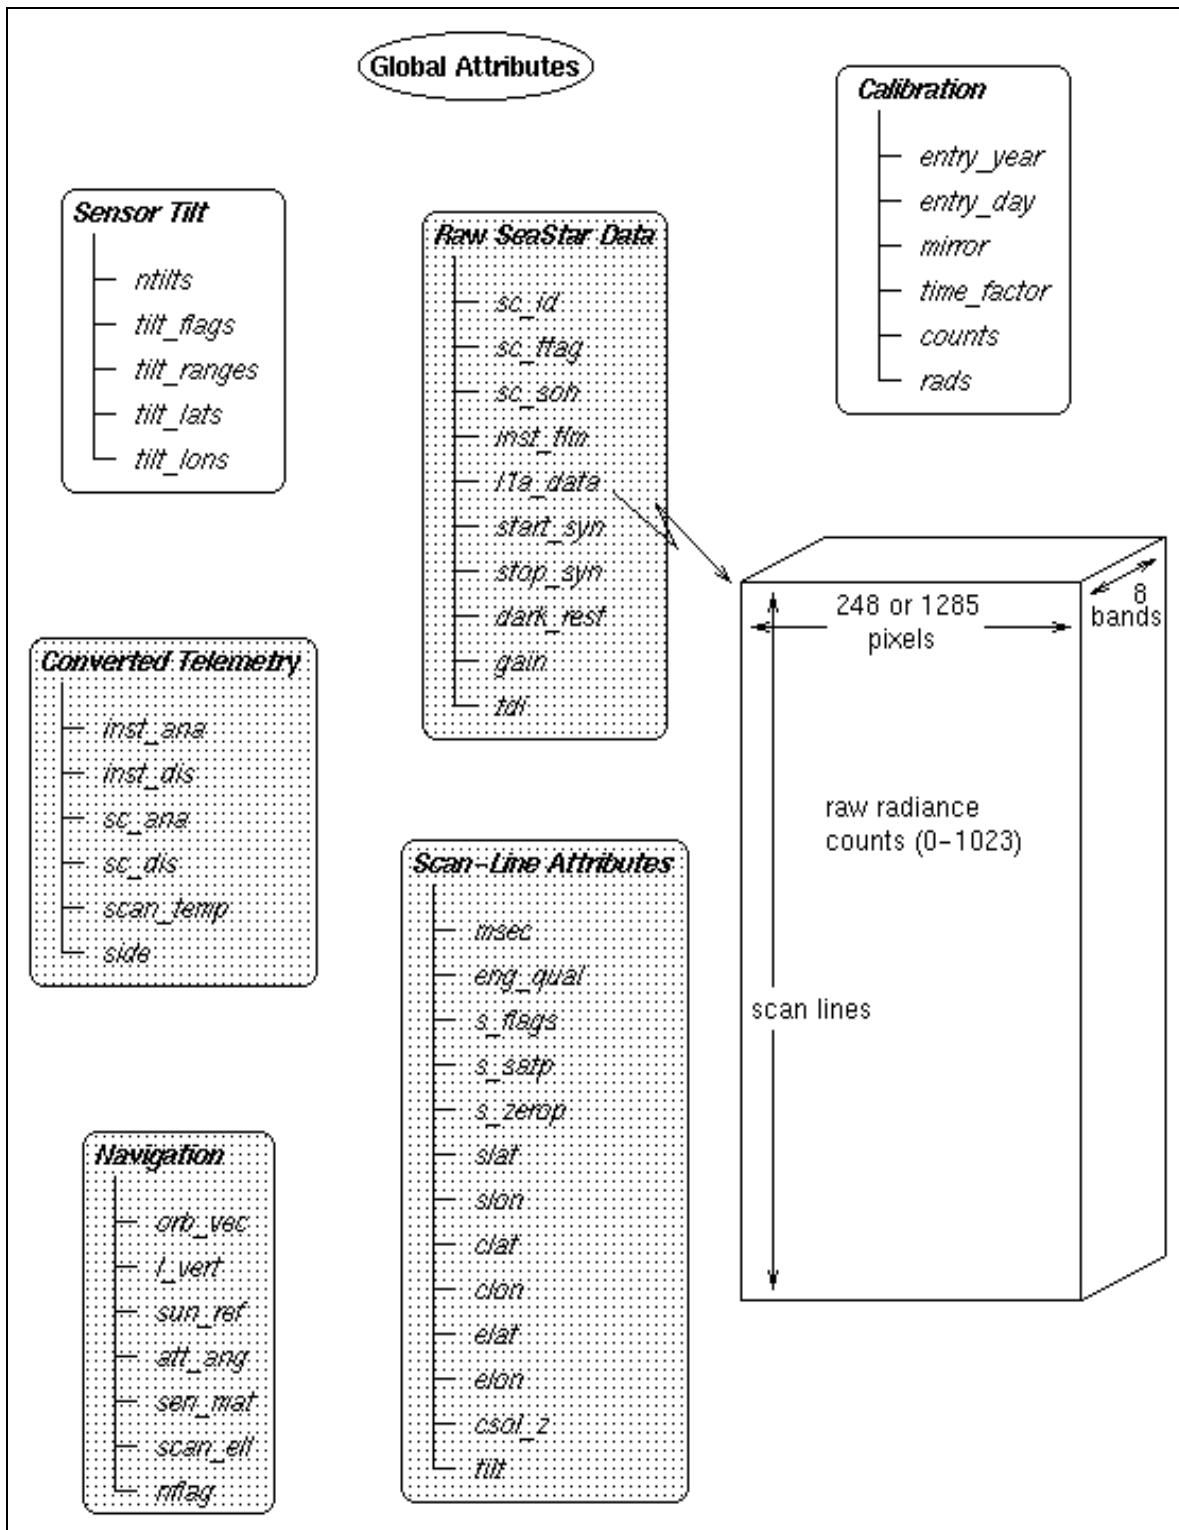 Global Attributes
Calibration
entry_year
entry_day
mirror
time_factor
counts
rads
Sensor Tilt
ntilts
tilt_flags
tilt_ranges
tilt_lats
tilt_lons
Raw SeaStar Data
sc_id
sc_ttag
sc_soh
inst_tlm
l1a_data
start_syn
stop_syn
dark_rest
gain
tdi
248 or 1285
pixels
8
bands
raw radiance
counts (0-1023)
scan lines
Converted Telemetry
inst_ana
inst_dis
sc_ana
sc_dis
scan_temp
side
Scan-Line Attributes
msec
eng_qual
s_flags
s_satp
s_zerop
slat
slon
clat
clon
elat
elon
csol_z
tilt
Navigation
orb_vec
l_vert
sun_ref
att_ang
sen_mat
scan_ell
nflag